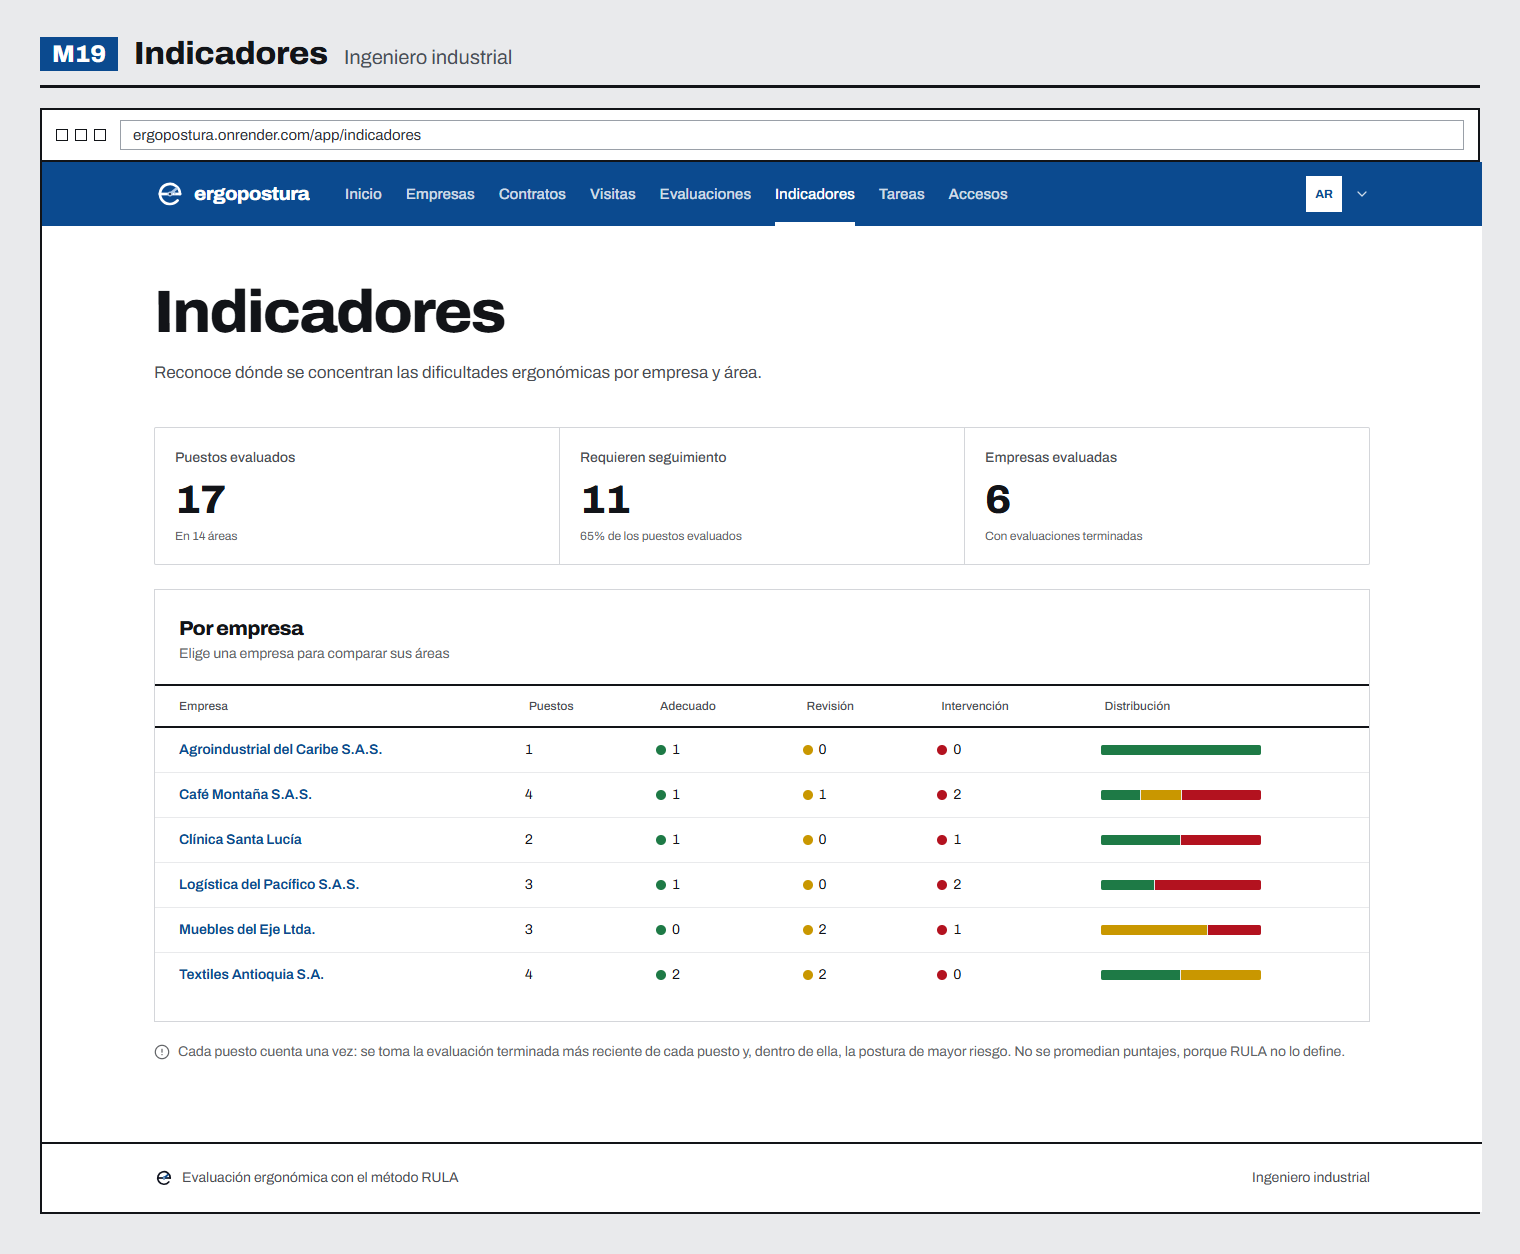 M19 Indicadores Ingeniero industrial
ergopostura.onrender.com/app/indicadores
ergopostura Inicio Empresas Contratos Visitas Evaluaciones Indicadores Tareas Accesos AR
Indicadores
Reconoce dónde se concentran las dificultades ergonómicas por empresa y área.
Puestos evaluados
17
En 14 áreas
Requieren seguimiento
11
65% de los puestos evaluados
Empresas evaluadas
6
Con evaluaciones terminadas
Por empresa
Elige una empresa para comparar sus áreas
Empresa Puestos Adecuado Revisión Intervención Distribución
Agroindustrial del Caribe S.A.S. 1 1 0 0
Café Montaña S.A.S. 4 1 1 2
Clínica Santa Lucía 2 1 0 1
Logística del Pacífico S.A.S. 3 1 0 2
Muebles del Eje Ltda. 3 0 2 1
Textiles Antioquia S.A. 4 2 2 0
Cada puesto cuenta una vez: se toma la evaluación terminada más reciente de cada puesto y, dentro de ella, la postura de mayor riesgo. No se promedian puntajes, porque RULA no lo define.
Evaluación ergonómica con el método RULA Ingeniero industrial